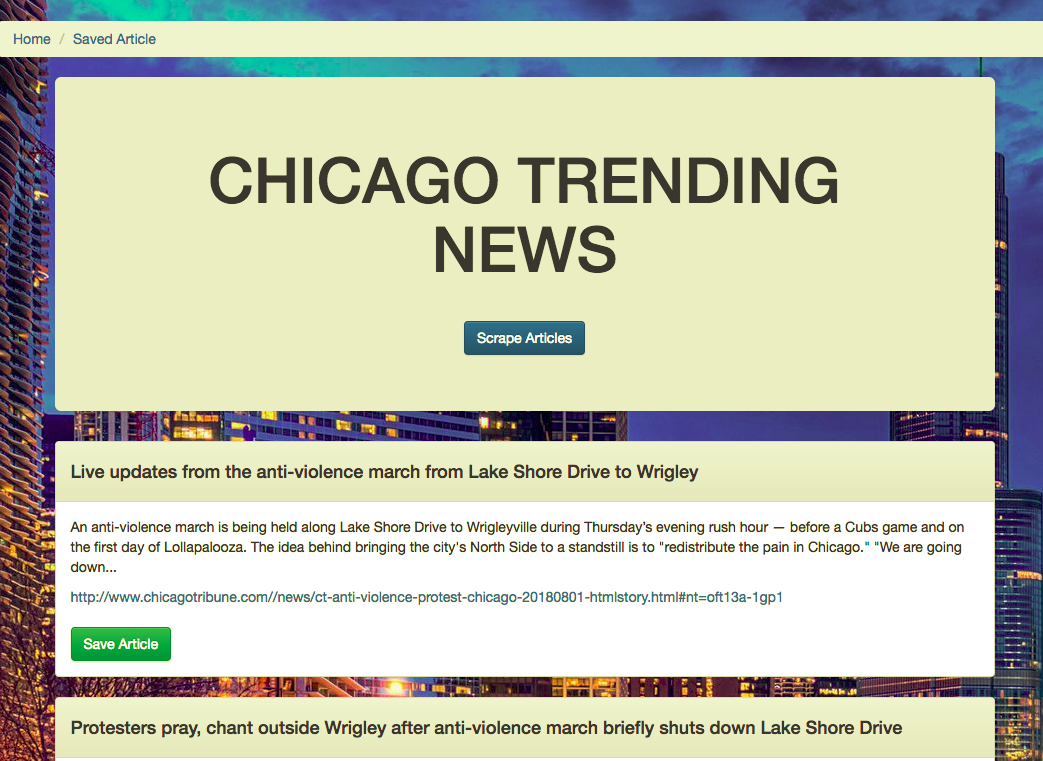 Home / Saved Article
CHICAGO TRENDING
NEWS
Scrape Articles
Live updates from the anti-violence march from Lake Shore Drive to Wrigley
An anti-violence march is being held along Lake Shore Drive to Wrigleyville during Thursday's evening rush hour — before a Cubs game and on
the first day of Lollapalooza. The idea behind bringing the city's North Side to a standstill is to "redistribute the pain in Chicago." "We are going
down...
http://www.chicagotribune.com//news/ct-anti-violence-protest-chicago-20180801-htmlstory.html#nt=oft13a-1gp1
Save Article
Protesters pray, chant outside Wrigley after anti-violence march briefly shuts down Lake Shore Drive